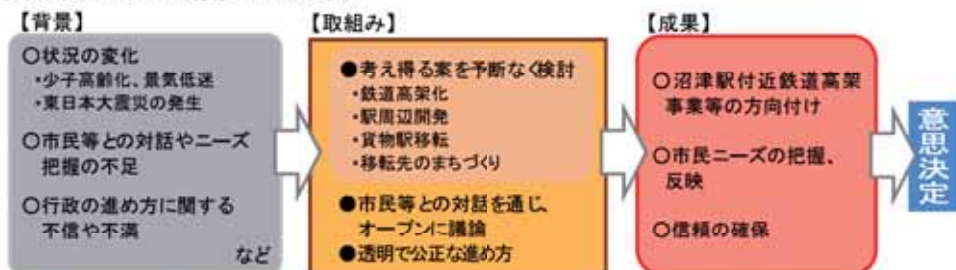 【背景】
○状況の変化
・少子高齢化、景気低迷
・東日本大震災の発生
○市民等との対話やニーズ
把握の不足
○行政の進め方に関する
不信や不満
など
【取組み】
●考え得る案を予断なく検討
・鉄道高架化
・駅周辺開発
・貨物駅移転
・移転先のまちづくり
●市民等との対話を通じ、
オープンに議論
●透明で公正な進め方
【成果】
○沼津駅付近鉄道高架
事業等の方向付け
○市民ニーズの把握、
反映
○信頼の確保
意思決定